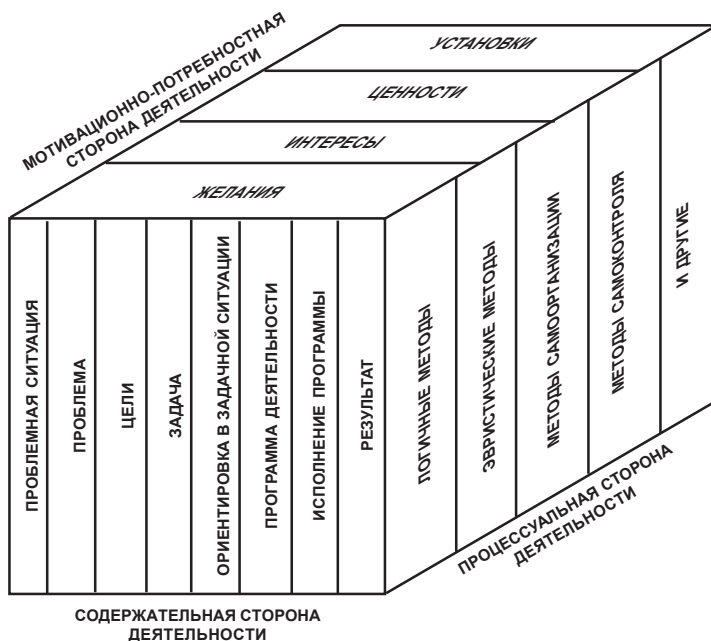 МОТИВАЦИОННО-ПОТРЕБНОСТНАЯ
СТОРОНА ДЕЯТЕЛЬНОСТИ
УСТАНОВКИ
ЦЕННОСТИ
ИНТЕРЕСЫ
ЖЕЛАНИЯ
ПРОБЛЕМНАЯ СИТУАЦИЯ
ПРОБЛЕМА
ЦЕЛИ
ЗАДАЧА
ОРИЕНТИРОВКА В ЗАДАЧНОЙ СИТУАЦИИ
ПРОГРАММА ДЕЯТЕЛЬНОСТИ
ИСПОЛНЕНИЕ ПРОГРАММЫ
РЕЗУЛЬТАТ
ЛОГИЧНЫЕ МЕТОДЫ
ЭВРИСТИЧЕСКИЕ МЕТОДЫ
МЕТОДЫ САМООРГАНИЗАЦИИ
МЕТОДЫ САМОКОНТРОЛЯ
И ДРУГИЕ
ПРОЦЕССУАЛЬНАЯ СТОРОНА
ДЕЯТЕЛЬНОСТИ
СОДЕРЖАТЕЛЬНАЯ СТОРОНА
ДЕЯТЕЛЬНОСТИ